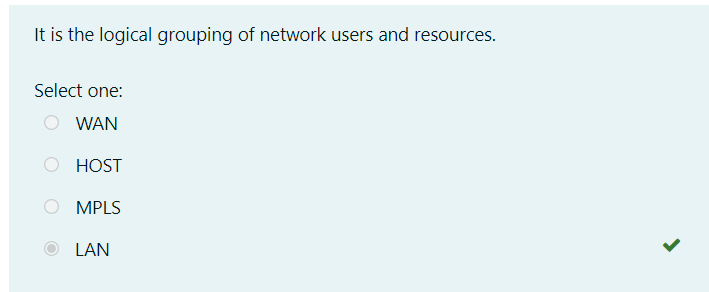 It is the logical grouping of network users and resources.
Select one:
WAN
HOST
MPLS
LAN